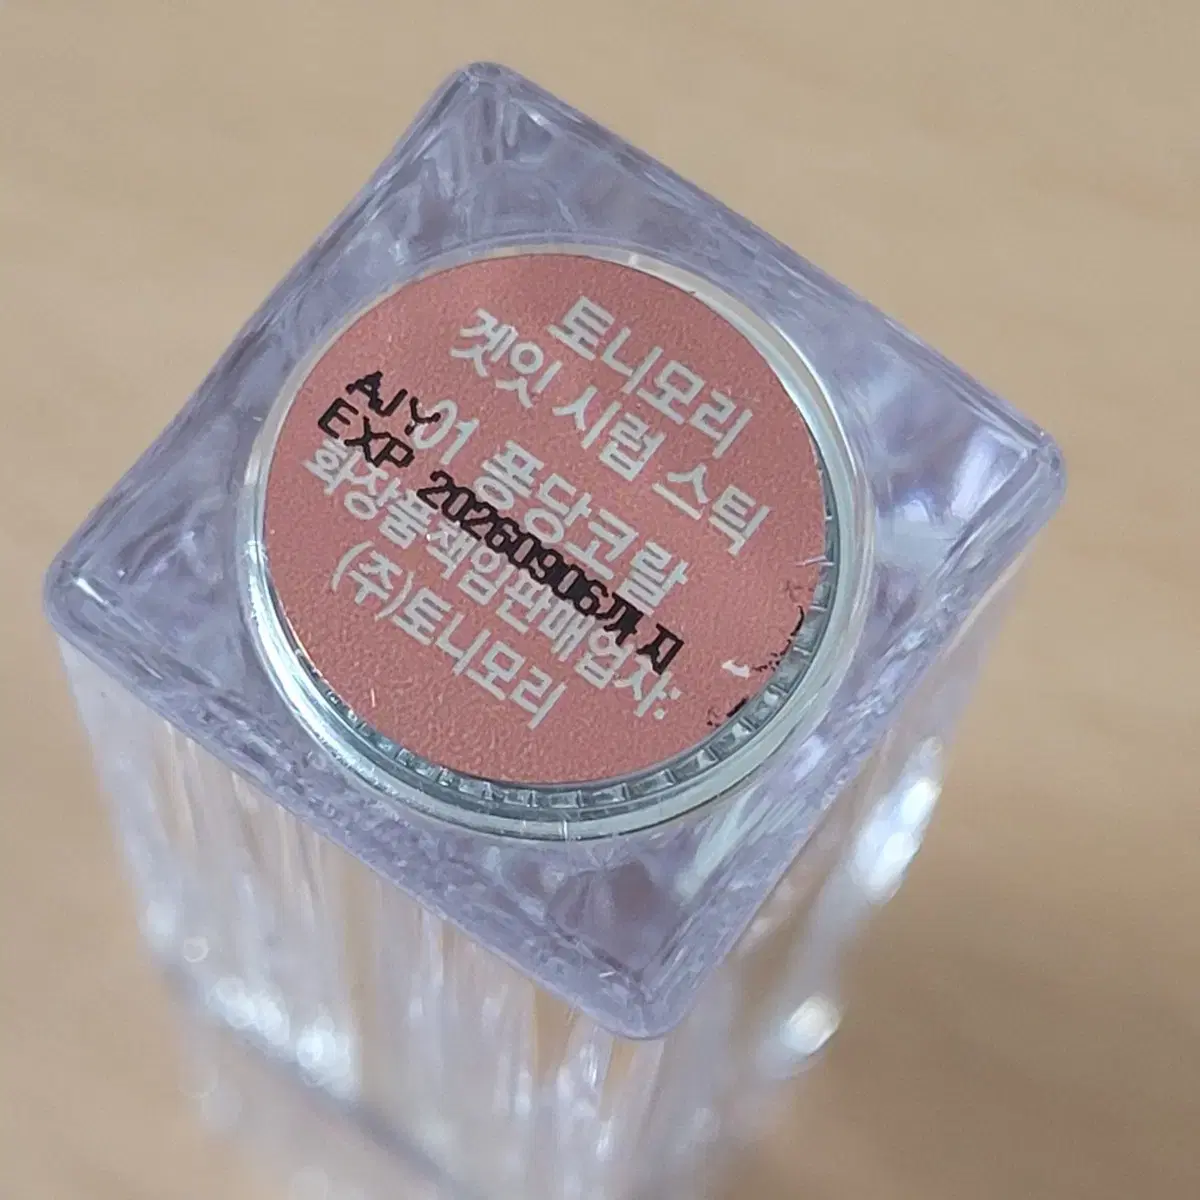 토니모리
겟잇 시럽 스틱
01 퐁당코랄
화장품책임판매업자:
(주)토니모리
AJY
EXP 20260906까지